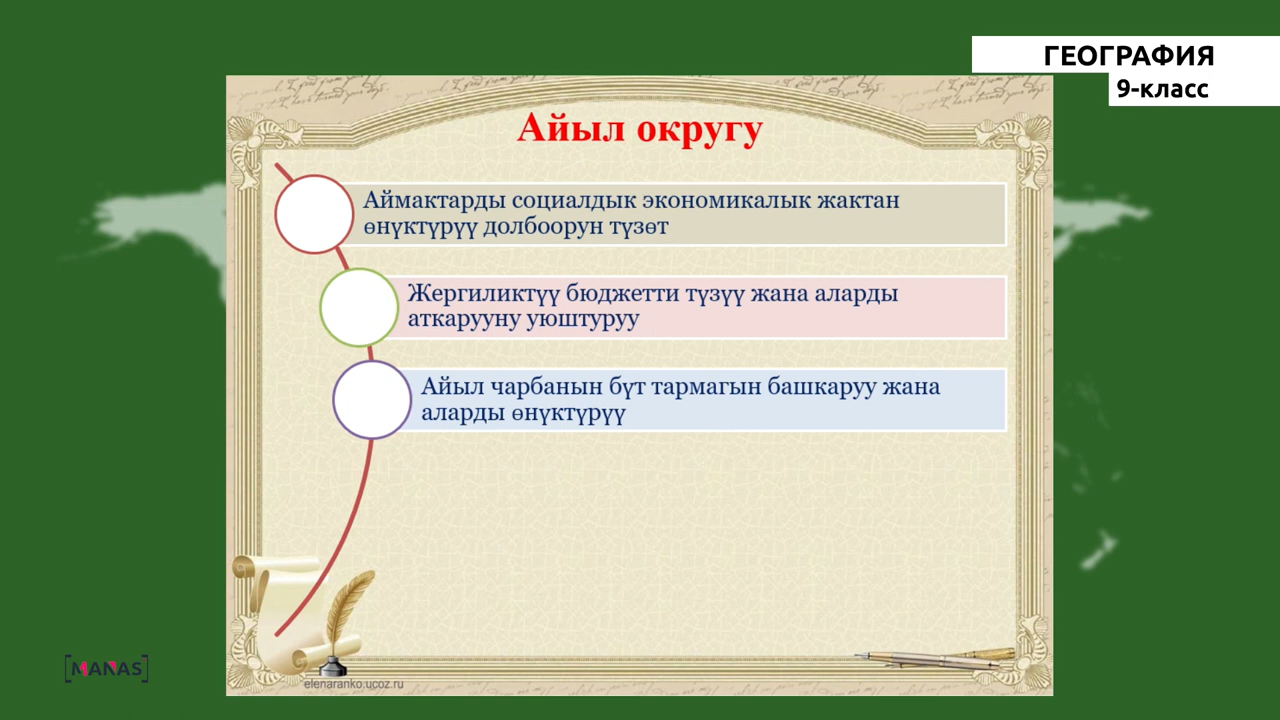 ГЕОГРАФИЯ
9-класс
Айыл округу
Аймактарды социалдык экономикалык жактан
өнүктүрүү долбоорун түзөт
Жергиликтүү бюджетти түзүү жана аларды
аткарууну уюштуруу
Айыл чарбанын бүт тармагын башкаруу жана
аларды өнүктүрүү
[MANAS]
elenaranko.ucoz.ru